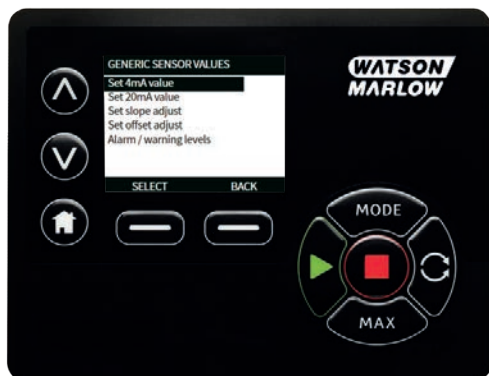 GENERIC SENSOR VALUES
Set 4mA value
Set 20mA value
Set slope adjust
Set offset adjust
Alarm / warning levels
SELECT BACK
WATSON
MARLOW
MODE
MAX